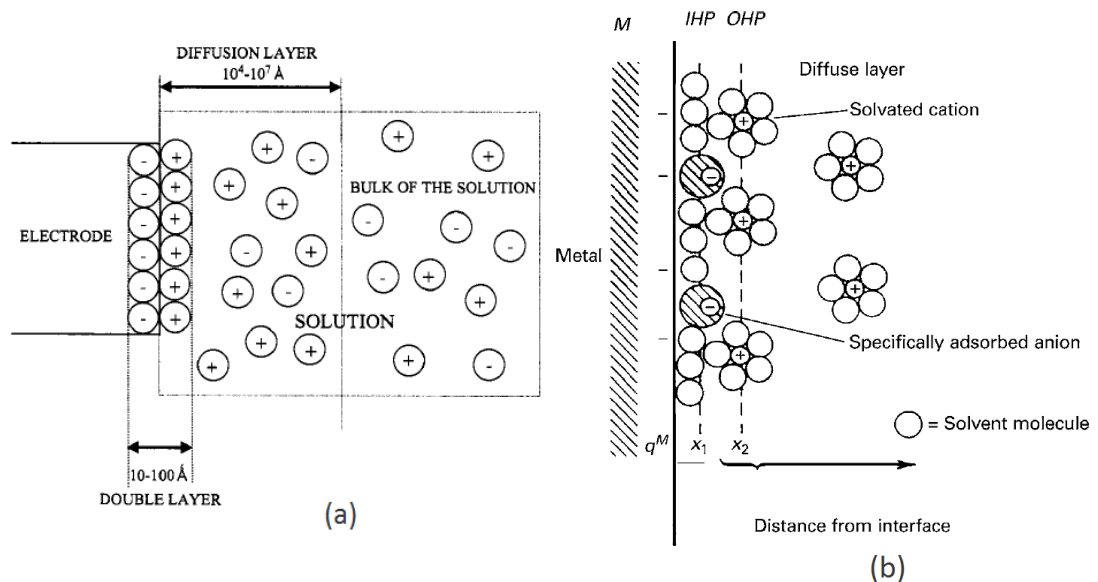 DIFFUSION LAYER
10⁴-10⁷ Å
ELECTRODE
BULK OF THE SOLUTION
SOLUTION
10-100 Å
DOUBLE LAYER
(a)
M
IHP
OHP
Diffuse layer
Solvated cation
Metal
Specifically adsorbed anion
= Solvent molecule
qᴹ
x₁
x₂
Distance from interface
(b)